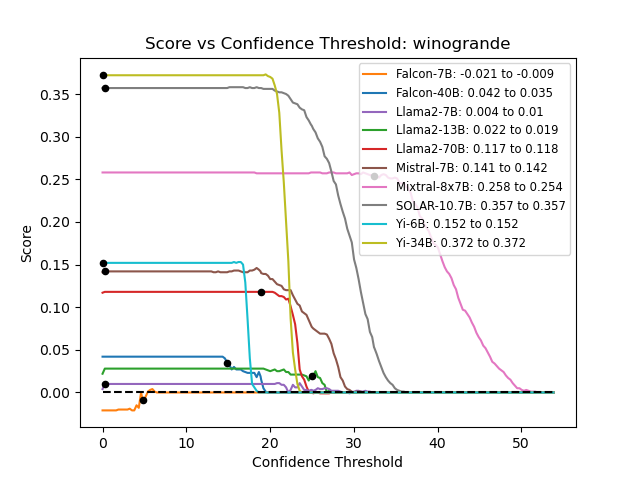 Score vs Confidence Threshold: winogrande
Falcon-7B: -0.021 to -0.009
Falcon-40B: 0.042 to 0.035
Llama2-7B: 0.004 to 0.01
Llama2-13B: 0.022 to 0.019
Llama2-70B: 0.117 to 0.118
Mistral-7B: 0.141 to 0.142
Mixtral-8x7B: 0.258 to 0.254
SOLAR-10.7B: 0.357 to 0.357
Yi-6B: 0.152 to 0.152
Yi-34B: 0.372 to 0.372
Score
0.35
0.30
0.25
0.20
0.15
0.10
0.05
0.00
0 10 20 30 40 50
Confidence Threshold